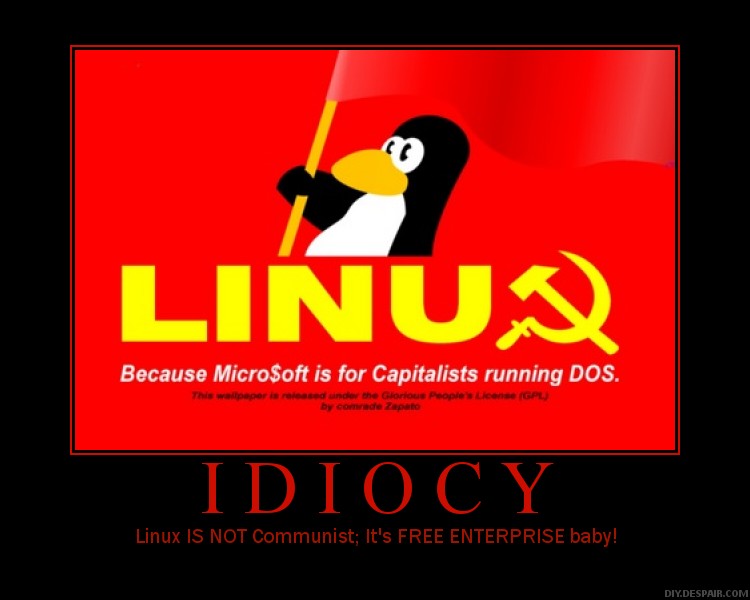 LINU
Because Micro$oft is for Capitalists running DOS.
This wallpaper is released under the Glorious People's License (GPL)
by comrade Zapato
IDIOCY
Linux IS NOT Communist; It's FREE ENTERPRISE baby!
DIY.DESPAIR.COM